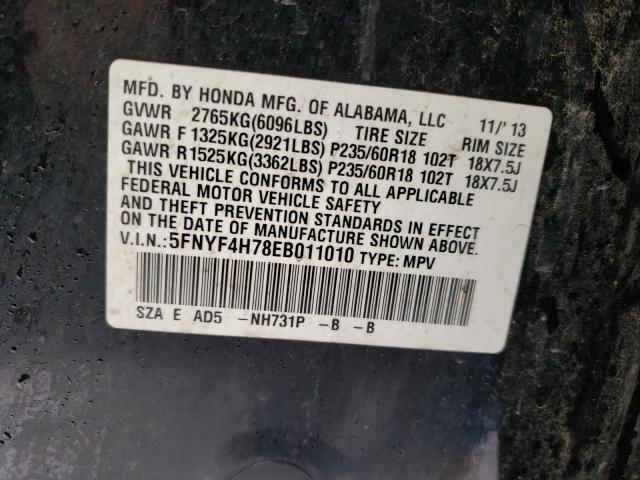 MFD. BY HONDA MFG. OF ALABAMA, LLC 11/'13
GVWR 2765KG(6096LBS) TIRE SIZE RIM SIZE
GAWR F 1325KG(2921LBS) P235/60R18 102T 18X7.5J
GAWR R 1525KG(3362LBS) P235/60R18 102T 18X7.5J
THIS VEHICLE CONFORMS TO ALL APPLICABLE
FEDERAL MOTOR VEHICLE SAFETY
AND THEFT PREVENTION STANDARDS IN EFFECT
ON THE DATE OF MANUFACTURE SHOWN ABOVE.
V.I.N.:5FNYF4H78EB011010 TYPE: MPV
SZA E AD5 -NH731P -B -B